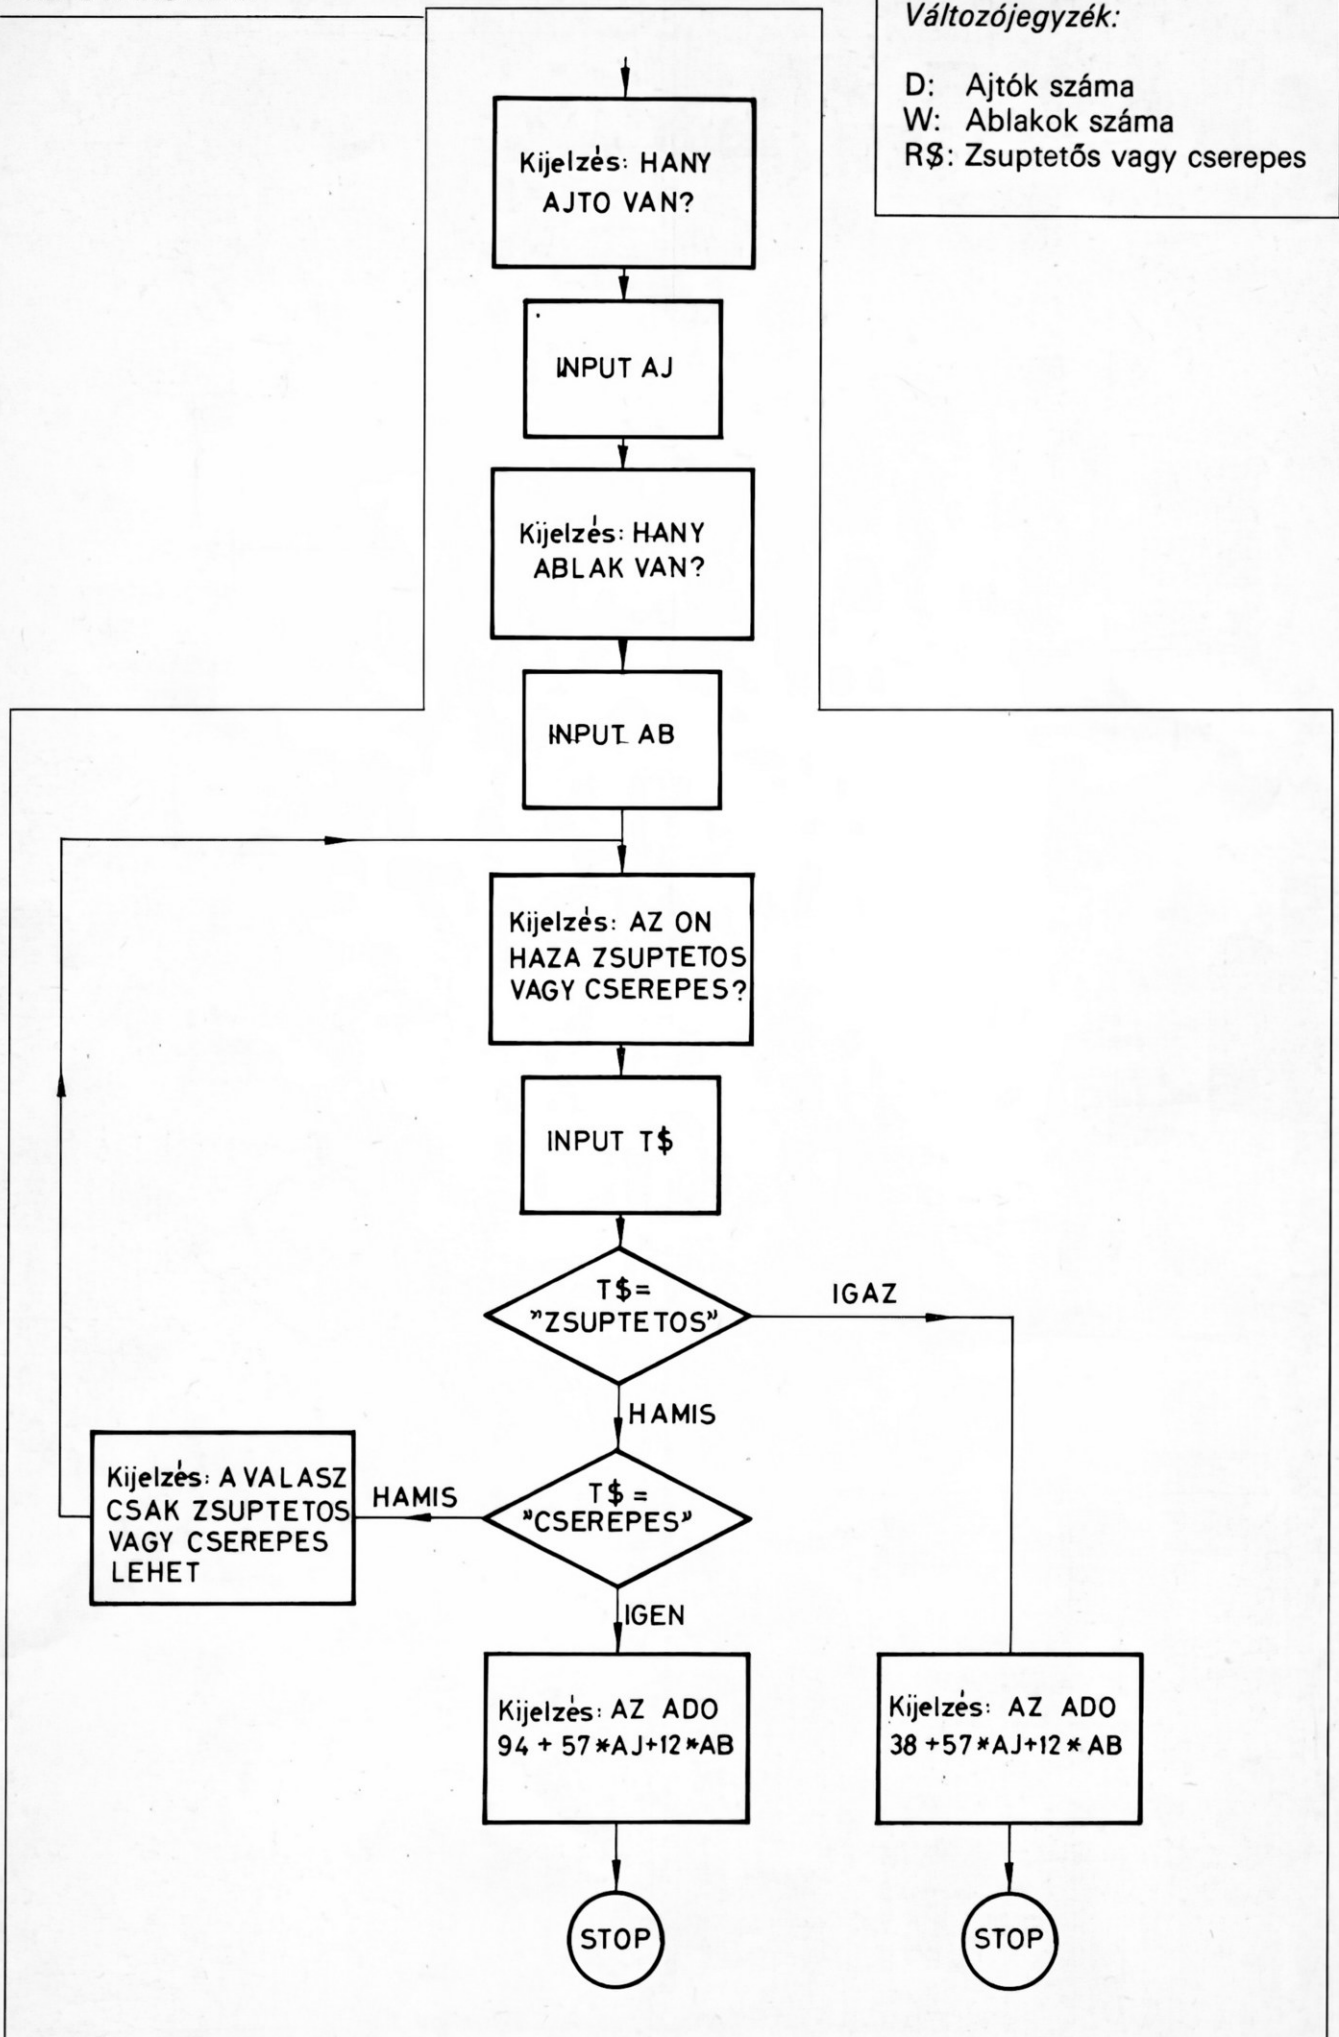 Változójegyzék:
D: Ajtók száma
W: Ablakok száma
R$: Zsuptetős vagy cserepes
Kijelzés: HANY
AJTO VAN?
INPUT AJ
Kijelzés: HANY
ABLAK VAN?
INPUT AB
Kijelzés: AZ ON
HAZA ZSUPTETOS
VAGY CSEREPES?
INPUT T$
T$=
"ZSUPTETOS"
IGAZ
HAMIS
T$=
"CSEREPES"
HAMIS
Kijelzés: A VALASZ
CSAK ZSUPTETOS
VAGY CSEREPES
LEHET
IGEN
Kijelzés: AZ ADO
94 + 57*AJ+12*AB
Kijelzés: AZ ADO
38 +57*AJ+12* AB
STOP
STOP